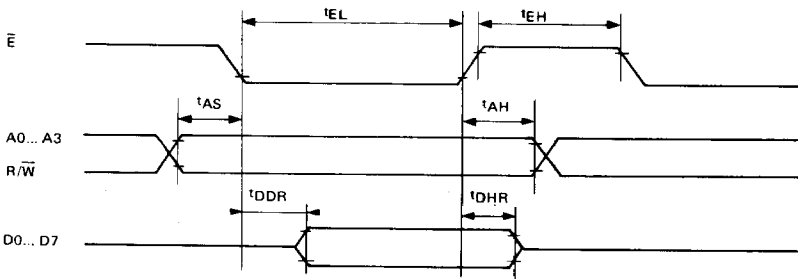 tEL
tEH
E̅
tAS
tAH
A0... A3
R/W̅
tDDR
tDHR
D0... D7